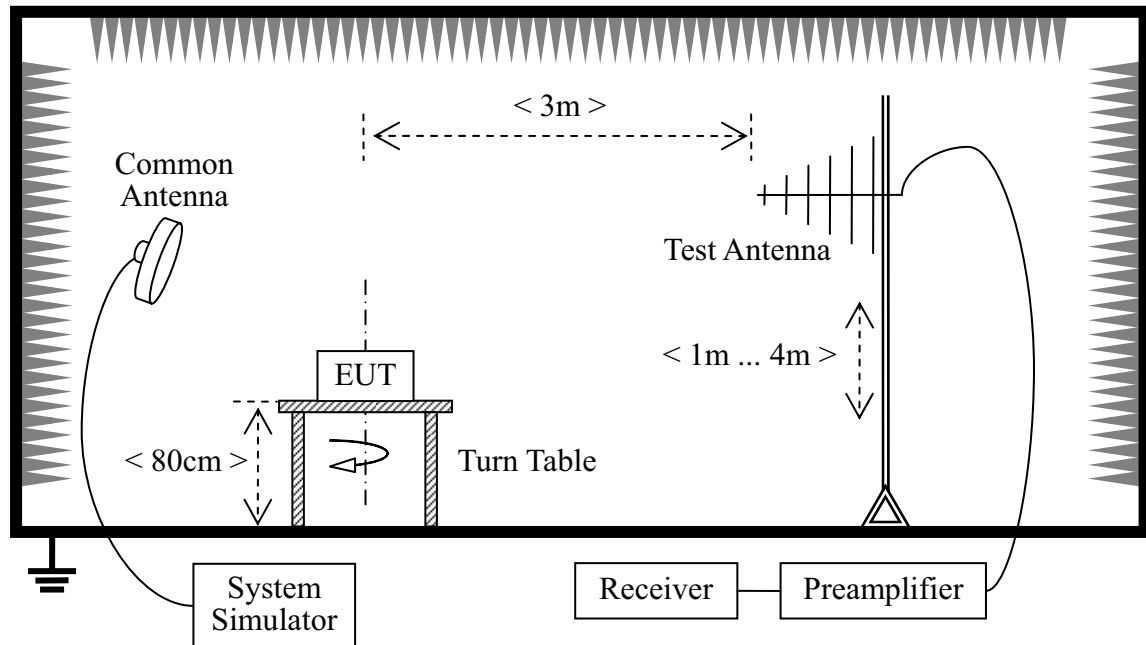 < 3m >
Common
Antenna
Test Antenna
< 1m ... 4m >
EUT
< 80cm >
Turn Table
System
Simulator
Receiver
Preamplifier